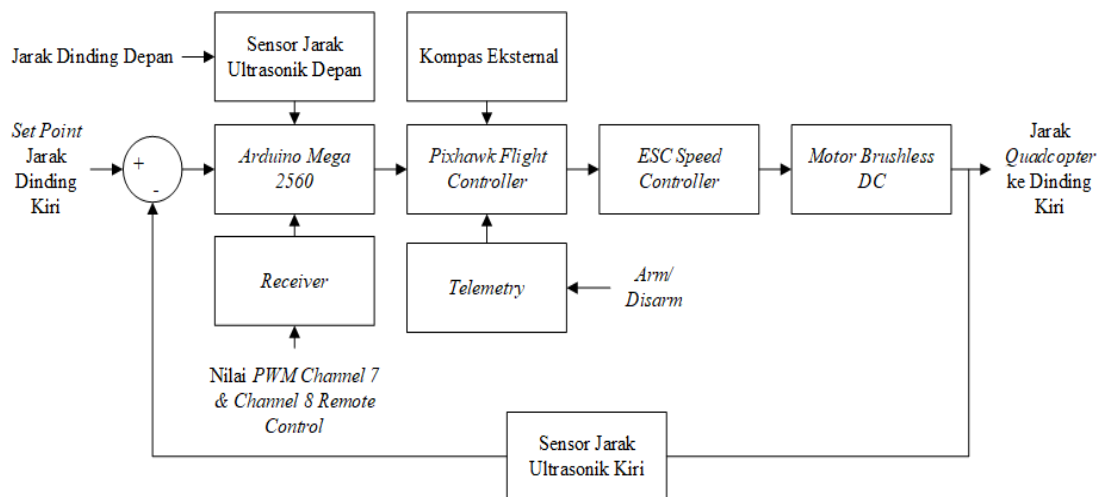 Jarak Dinding Depan
Sensor Jarak
Ultrasonik Depan
Kompas Eksternal
Set Point
Jarak
Dinding
Kiri
+
-
Arduino Mega
2560
Pixhawk Flight
Controller
ESC Speed
Controller
Motor Brushless
DC
Jarak
Quadcopter
ke Dinding
Kiri
Receiver
Telemetry
Arm/
Disarm
Nilai PWM Channel 7
& Channel 8 Remote
Control
Sensor Jarak
Ultrasonik Kiri